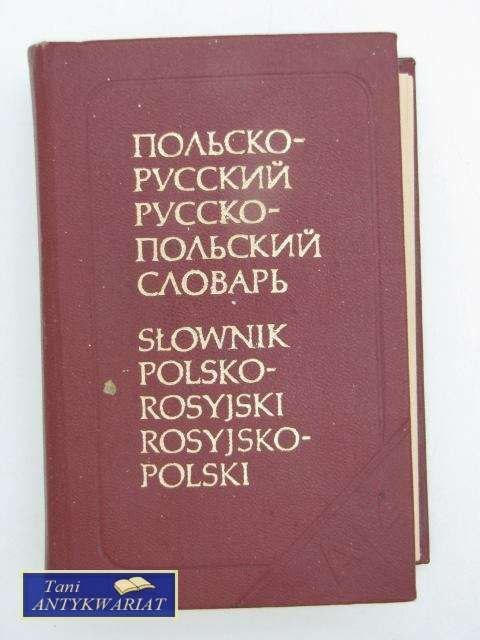 ПОЛЬСКО-
РУССКИЙ
РУССКО-
ПОЛЬСКИЙ
СЛОВАРЬ
SŁOWNIK
POLSKO-
ROSYJSKI
ROSYJSKO-
POLSKI
Tani
ANTYKWARIAT